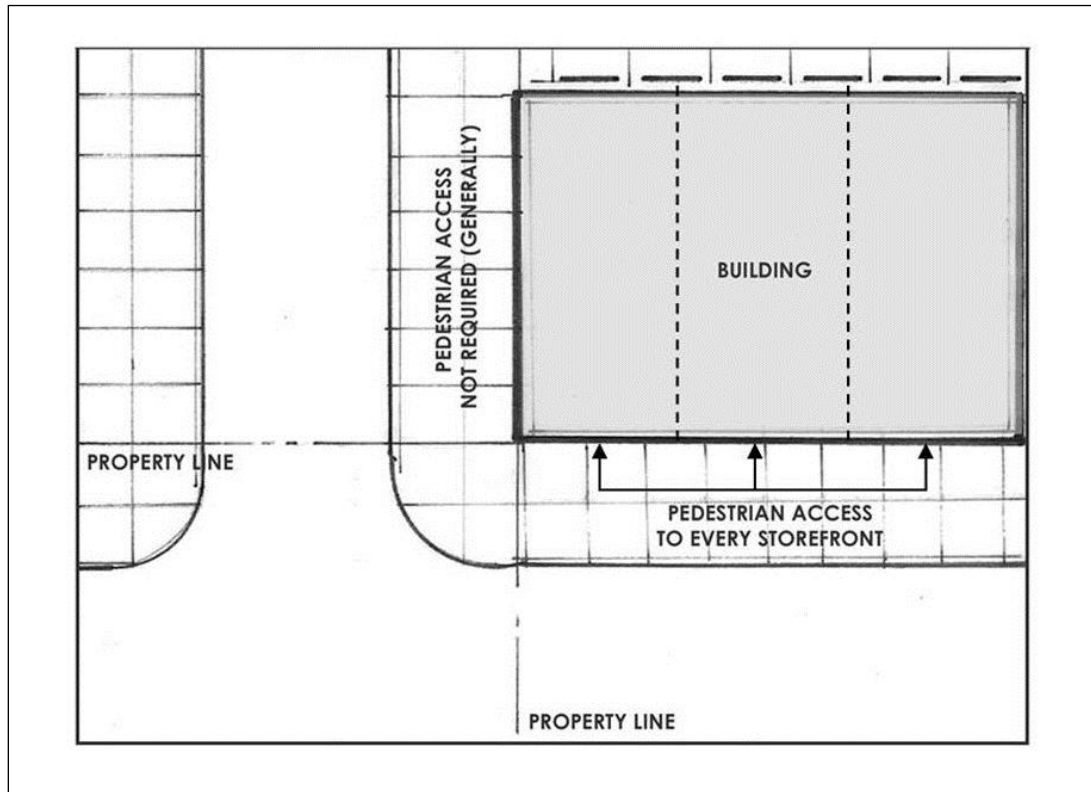 PEDESTRIAN ACCESS
NOT REQUIRED (GENERALLY)
BUILDING
PROPERTY LINE
PEDESTRIAN ACCESS
TO EVERY STOREFRONT
PROPERTY LINE